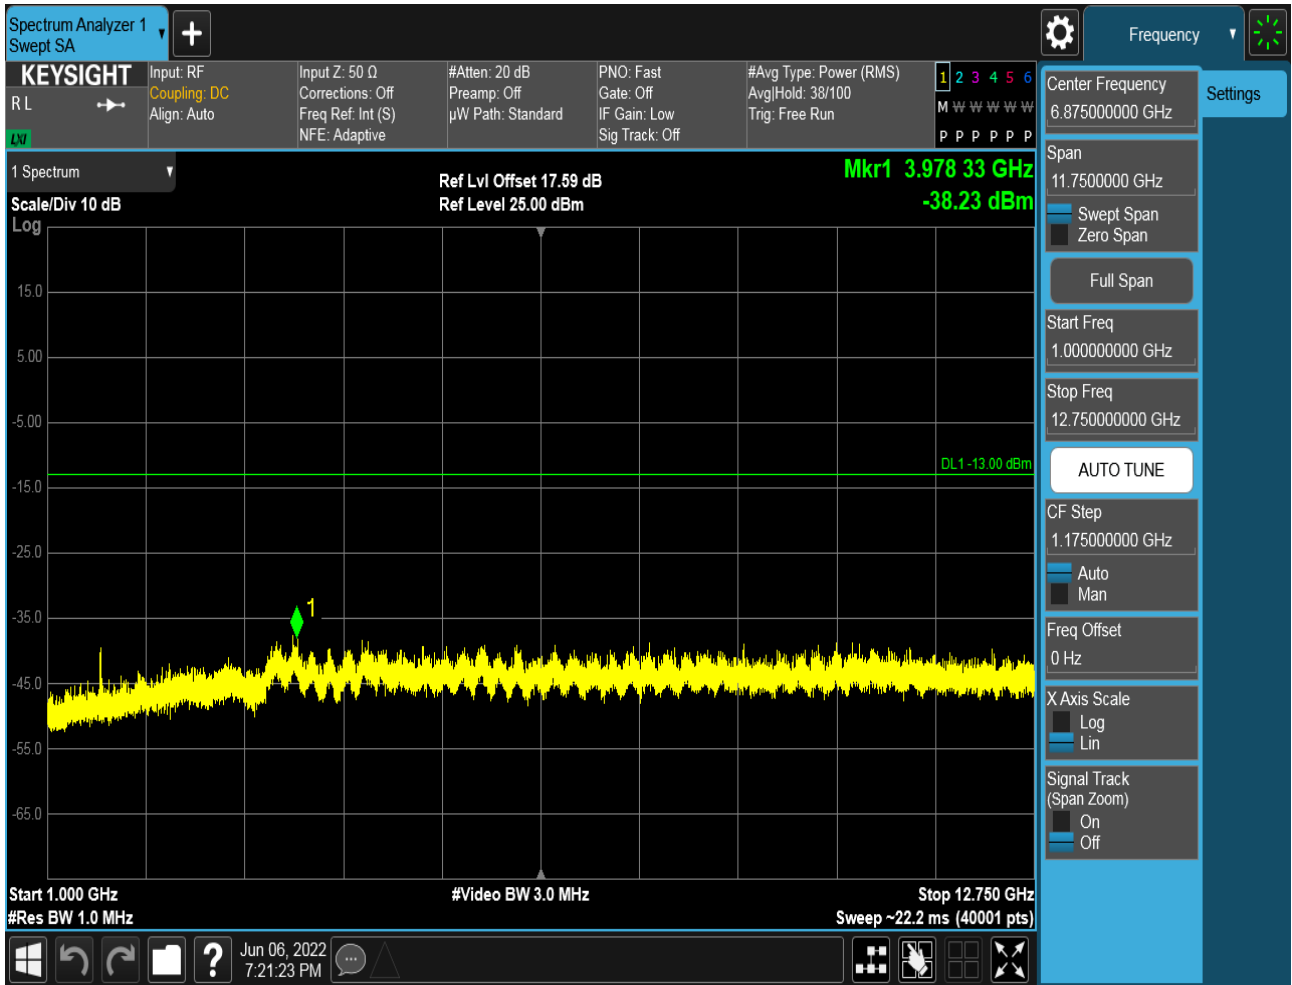 Spectrum Analyzer 1
Swept SA
Frequency
KEYSIGHT
R L
LXI
Input: RF
Coupling: DC
Align: Auto
Input Z: 50 Ω
Corrections: Off
Freq Ref: Int (S)
NFE: Adaptive
#Atten: 20 dB
Preamp: Off
µW Path: Standard
PNO: Fast
Gate: Off
IF Gain: Low
Sig Track: Off
#Avg Type: Power (RMS)
Avg|Hold: 38/100
Trig: Free Run
1 2 3 4 5 6
M W W W W W
P P P P P P
1 Spectrum
Scale/Div 10 dB
Log
Ref Lvl Offset 17.59 dB
Ref Level 25.00 dBm
Mkr1 3.978 33 GHz
-38.23 dBm
15.0
5.00
-5.00
DL1 -13.00 dBm
-15.0
-25.0
-35.0
1
-45.0
-55.0
-65.0
Start 1.000 GHz
#Res BW 1.0 MHz
#Video BW 3.0 MHz
Stop 12.750 GHz
Sweep ~22.2 ms (40001 pts)
?
Jun 06, 2022
7:21:23 PM
Center Frequency
6.875000000 GHz
Settings
Span
11.7500000 GHz
Swept Span
Zero Span
Full Span
Start Freq
1.000000000 GHz
Stop Freq
12.750000000 GHz
AUTO TUNE
CF Step
1.175000000 GHz
Auto
Man
Freq Offset
0 Hz
X Axis Scale
Log
Lin
Signal Track
(Span Zoom)
On
Off